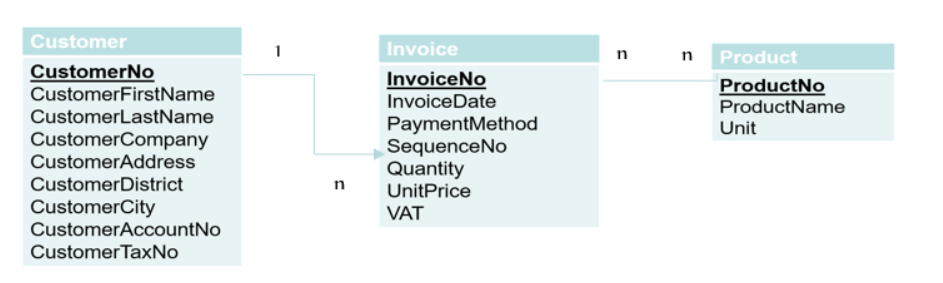 Customer
CustomerNo
CustomerFirstName
CustomerLastName
CustomerCompany
CustomerAddress
CustomerDistrict
CustomerCity
CustomerAccountNo
CustomerTaxNo
1
n
Invoice
InvoiceNo
InvoiceDate
PaymentMethod
SequenceNo
Quantity
UnitPrice
VAT
n
n
Product
ProductNo
ProductName
Unit